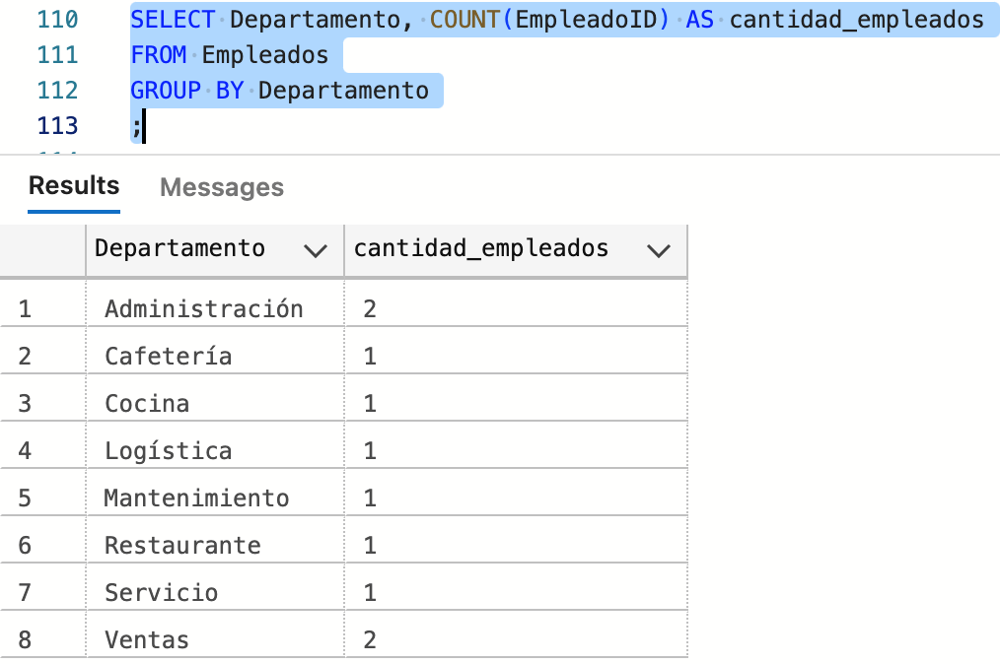 110 SELECT Departamento, COUNT(EmpleadoID) AS cantidad_empleados
111 FROM Empleados
112 GROUP BY Departamento
113 ;
Results Messages
Departamento cantidad_empleados
1 Administración 2
2 Cafetería 1
3 Cocina 1
4 Logística 1
5 Mantenimiento 1
6 Restaurante 1
7 Servicio 1
8 Ventas 2